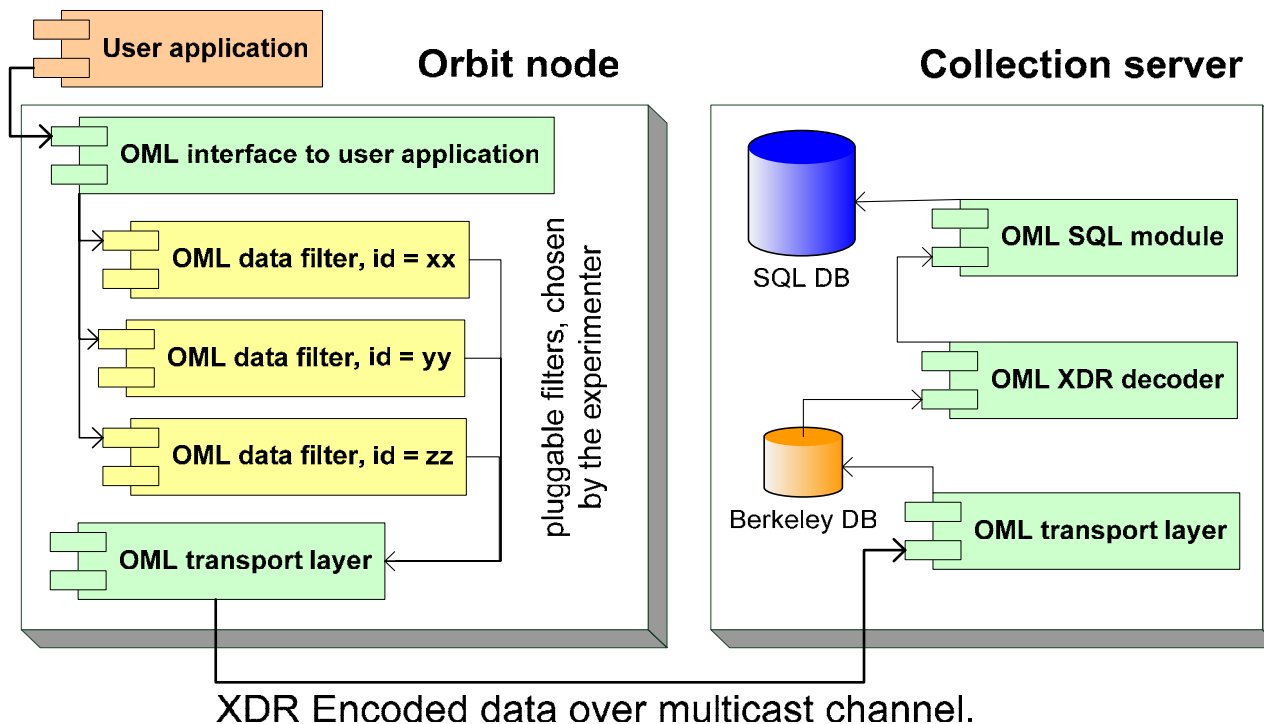 User application
Orbit node
OML interface to user application
OML data filter, id = xx
OML data filter, id = yy
OML data filter, id = zz
pluggable filters, chosen
by the experimenter
OML transport layer
Collection server
SQL DB
OML SQL module
OML XDR decoder
Berkeley DB
OML transport layer
XDR Encoded data over multicast channel.